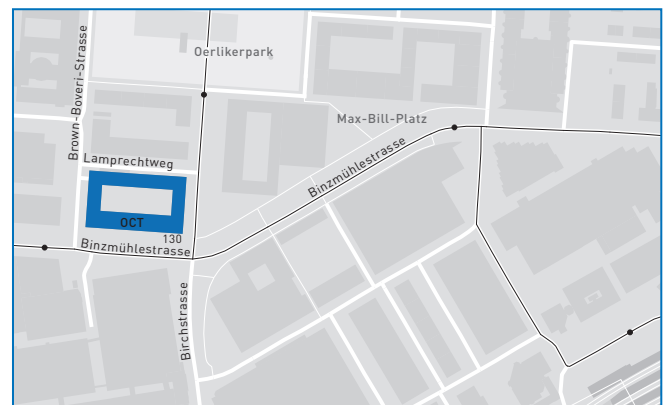 Oerlikerpark
Brown-Boveri-Strasse
Max-Bill-Platz
Lamprechtweg
Binzmühlestrasse
OCT
130
Binzmühlestrasse
Birchstrasse